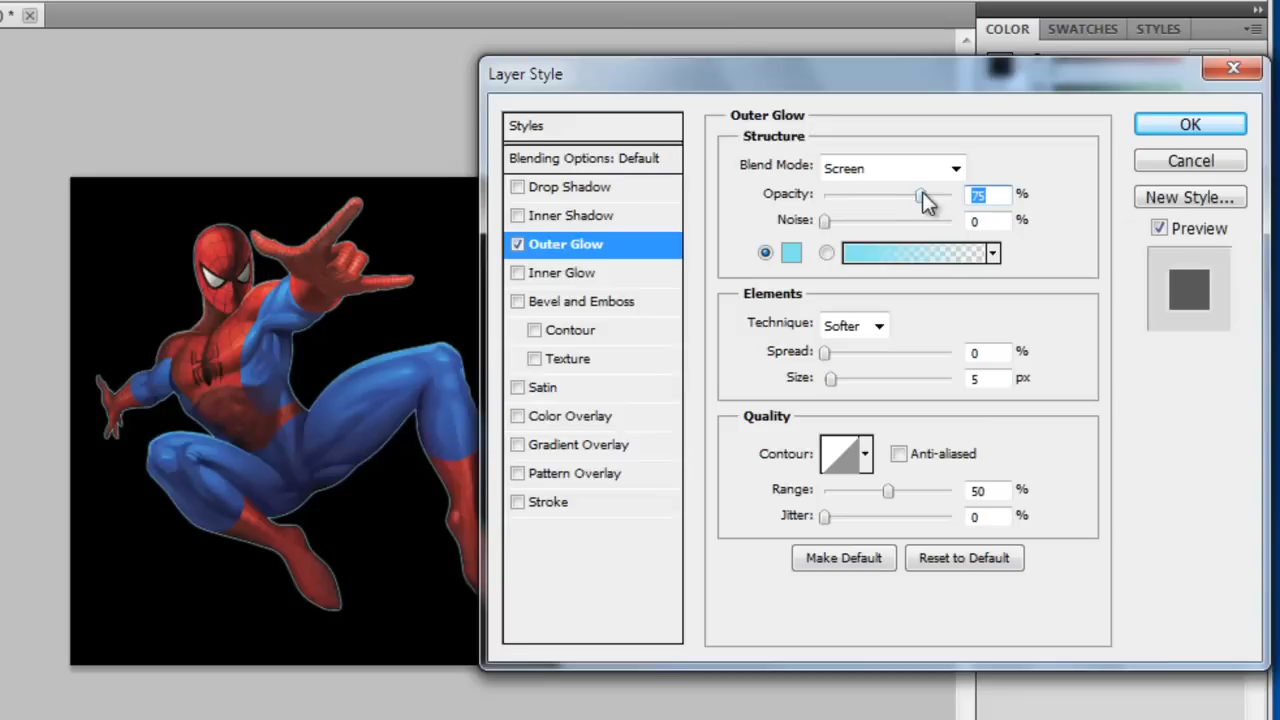 COLOR SWATCHES STYLES
Layer Style
Styles
Blending Options: Default
Drop Shadow
Inner Shadow
Outer Glow
Inner Glow
Bevel and Emboss
Contour
Texture
Satin
Color Overlay
Gradient Overlay
Pattern Overlay
Stroke
Outer Glow
Structure
Blend Mode: Screen
Opacity: 75 %
Noise: 0 %
Elements
Technique: Softer
Spread: 0 %
Size: 5 px
Quality
Contour: Anti-aliased
Range: 50 %
Jitter: 0 %
Make Default Reset to Default
OK
Cancel
New Style...
Preview